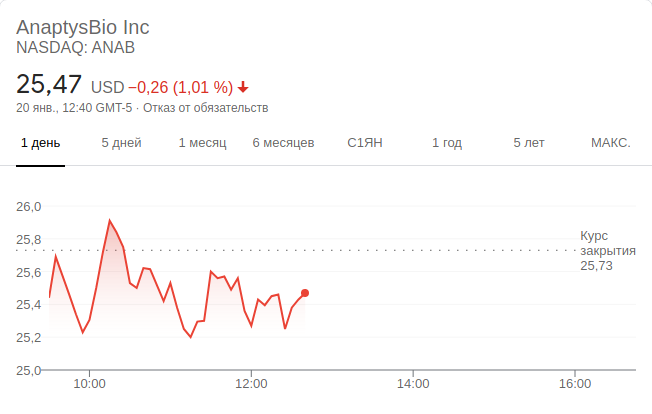 AnaptysBio Inc
NASDAQ: ANAB
25,47 USD −0,26 (1,01 %)
20 янв., 12:40 GMT-5 · Отказ от обязательств
1 день 5 дней 1 месяц 6 месяцев С1ЯН 1 год 5 лет МАКС.
26,0
25,8
25,6
25,4
25,2
25,0
Курс
закрытия
25,73
10:00 12:00 14:00 16:00